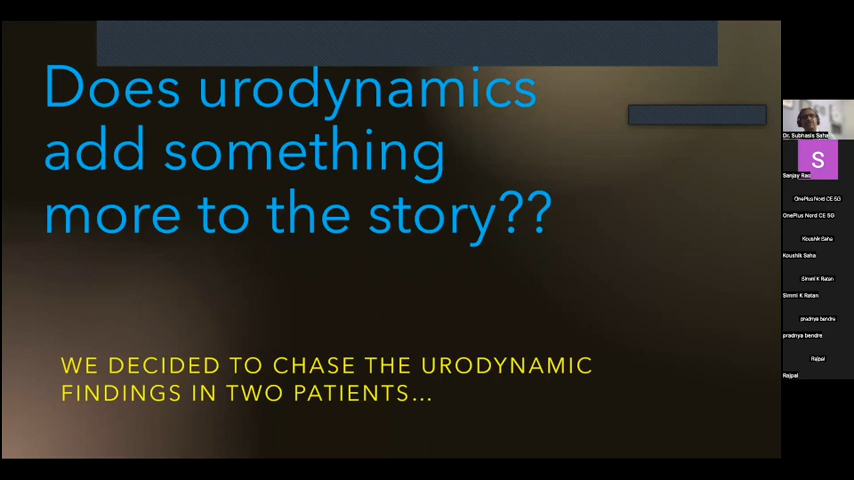 Does urodynamics
add something
more to the story??
WE DECIDED TO CHASE THE URODYNAMIC
FINDINGS IN TWO PATIENTS...
Dr. Subhasis Saha
S
Sanjay Rao
OnePlus Nord CE 5G
OnePlus Nord CE 5G
Koushik Saha
Koushik Saha
Simmi K Ratan
Simmi K Ratan
pradnya bendre
pradnya bendre
Rajpal
Rajpal